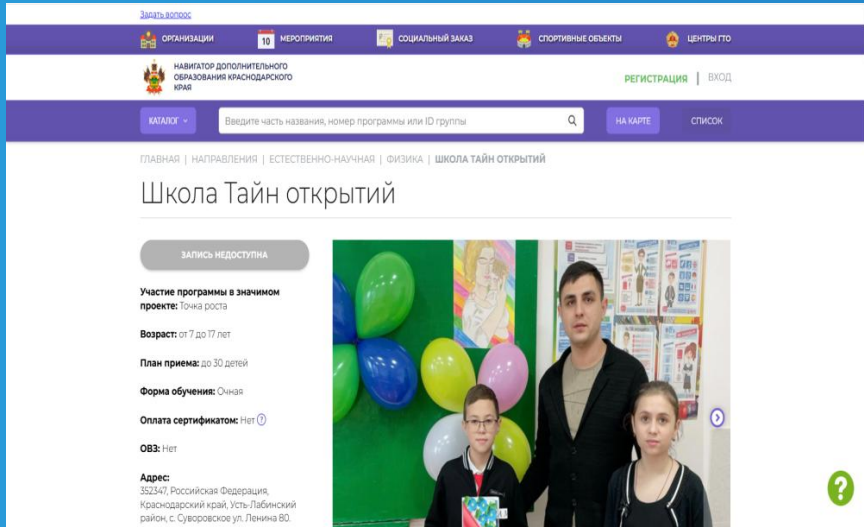 Задать вопрос
ОРГАНИЗАЦИИ
10 МЕРОПРИЯТИЯ
СОЦИАЛЬНЫЙ ЗАКАЗ
СПОРТИВНЫЕ ОБЪЕКТЫ
ЦЕНТРЫ ГТО
НАВИГАТОР ДОПОЛНИТЕЛЬНОГО
ОБРАЗОВАНИЯ КРАСНОДАРСКОГО
КРАЯ
РЕГИСТРАЦИЯ | ВХОД
КАТАЛОГ
Введите часть названия, номер программы или ID группы
НА КАРТЕ
СПИСОК
ГЛАВНАЯ | НАПРАВЛЕНИЯ | ЕСТЕСТВЕННО-НАУЧНАЯ | ФИЗИКА | ШКОЛА ТАЙН ОТКРЫТИЙ
Школа Тайн открытий
ЗАПИСЬ НЕДОСТУПНА
Участие программы в значимом
проекте: Точка роста
Возраст: от 7 до 17 лет
План приема: до 30 детей
Форма обучения: Очная
Оплата сертификатом: Нет ?
ОВЗ: Нет
Адрес:
352347, Российская Федерация,
Краснодарский край, Усть-Лабинский
район, с. Суворовское ул. Ленина 80.
?